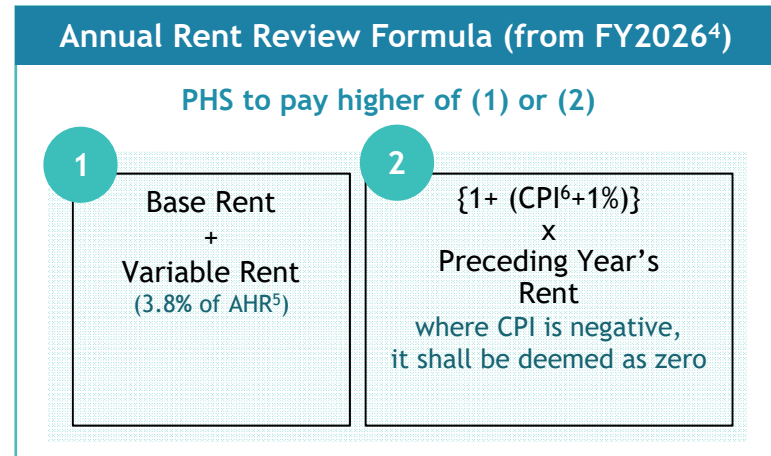 Annual Rent Review Formula (from FY2026⁴)
PHS to pay higher of (1) or (2)
1
Base Rent
+
Variable Rent
(3.8% of AHR⁵)
2
{1+ (CPI⁶+1%)}
x
Preceding Year’s
Rent
where CPI is negative,
it shall be deemed as zero